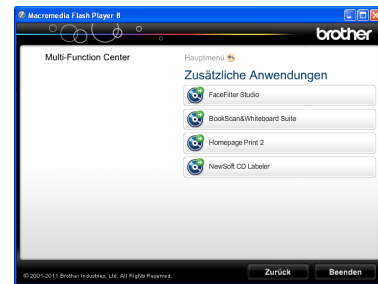 Macromedia Flash Player 8
brother
Multi-Function Center
Hauptmenü
Zusätzliche Anwendungen
FaceFilter Studio
BookScan&Whiteboard Suite
Homepage Print 2
NewSoft CD Labeler
© 2001-2011 Brother Industries, Ltd. All Rights Reserved.
Zurück
Beenden